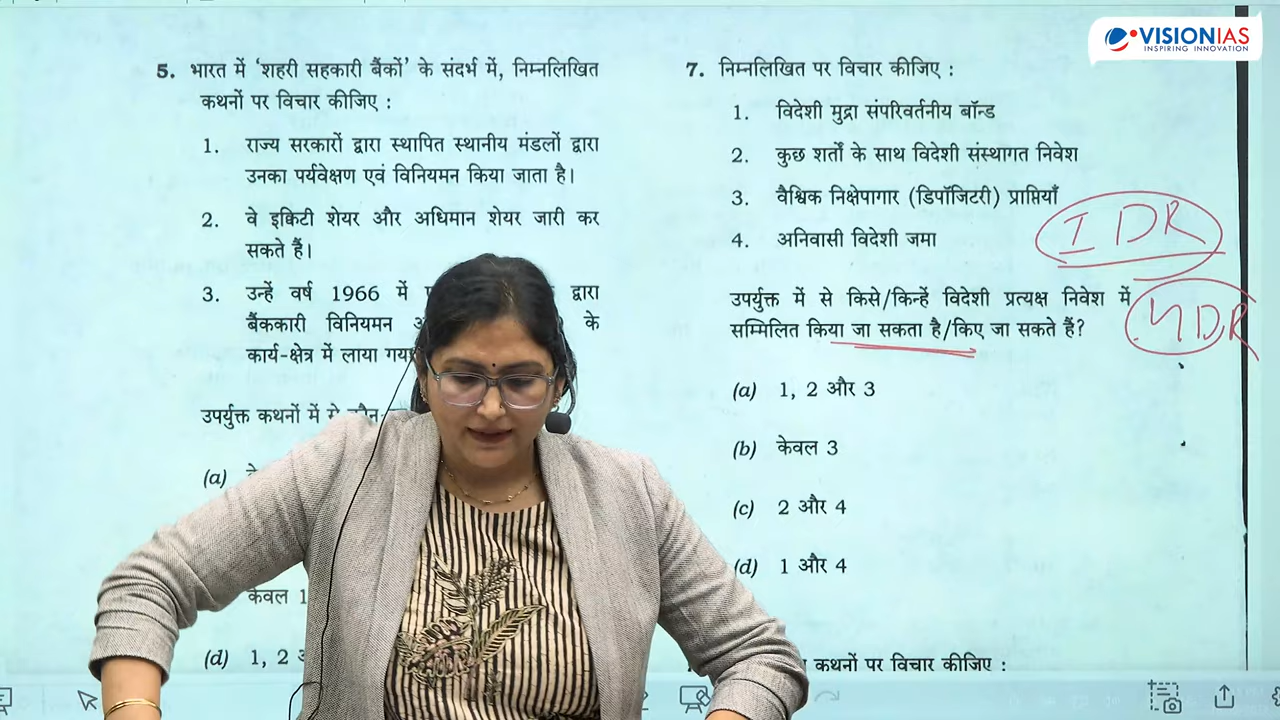 VISIONIAS
INSPIRING INNOVATION
5. भारत में ‘शहरी सहकारी बैंकों’ के संदर्भ में, निम्नलिखित
कथनों पर विचार कीजिए :
1. राज्य सरकारों द्वारा स्थापित स्थानीय मंडलों द्वारा
उनका पर्यवेक्षण एवं विनियमन किया जाता है।
2. वे इक्विटी शेयर और अधिमान शेयर जारी कर
सकते हैं।
3. उन्हें वर्ष 1966 में द्वारा
बैंककारी विनियमन के
कार्य-क्षेत्र में लाया
उपर्युक्त कथनों में से
(a)
केवल 1
(d) 1, 2
7. निम्नलिखित पर विचार कीजिए :
1. विदेशी मुद्रा संपरिवर्तनीय बॉन्ड
2. कुछ शर्तों के साथ विदेशी संस्थागत निवेश
3. वैश्विक निक्षेपागार (डिपॉजिटरी) प्राप्तियाँ
4. अनिवासी विदेशी जमा
IDR
उपर्युक्त में से किसे/किन्हें विदेशी प्रत्यक्ष निवेश में
सम्मिलित किया जा सकता है/किए जा सकते हैं?
(a) 1, 2 और 3
(b) केवल 3
(c) 2 और 4
(d) 1 और 4
कथनों पर विचार कीजिए :